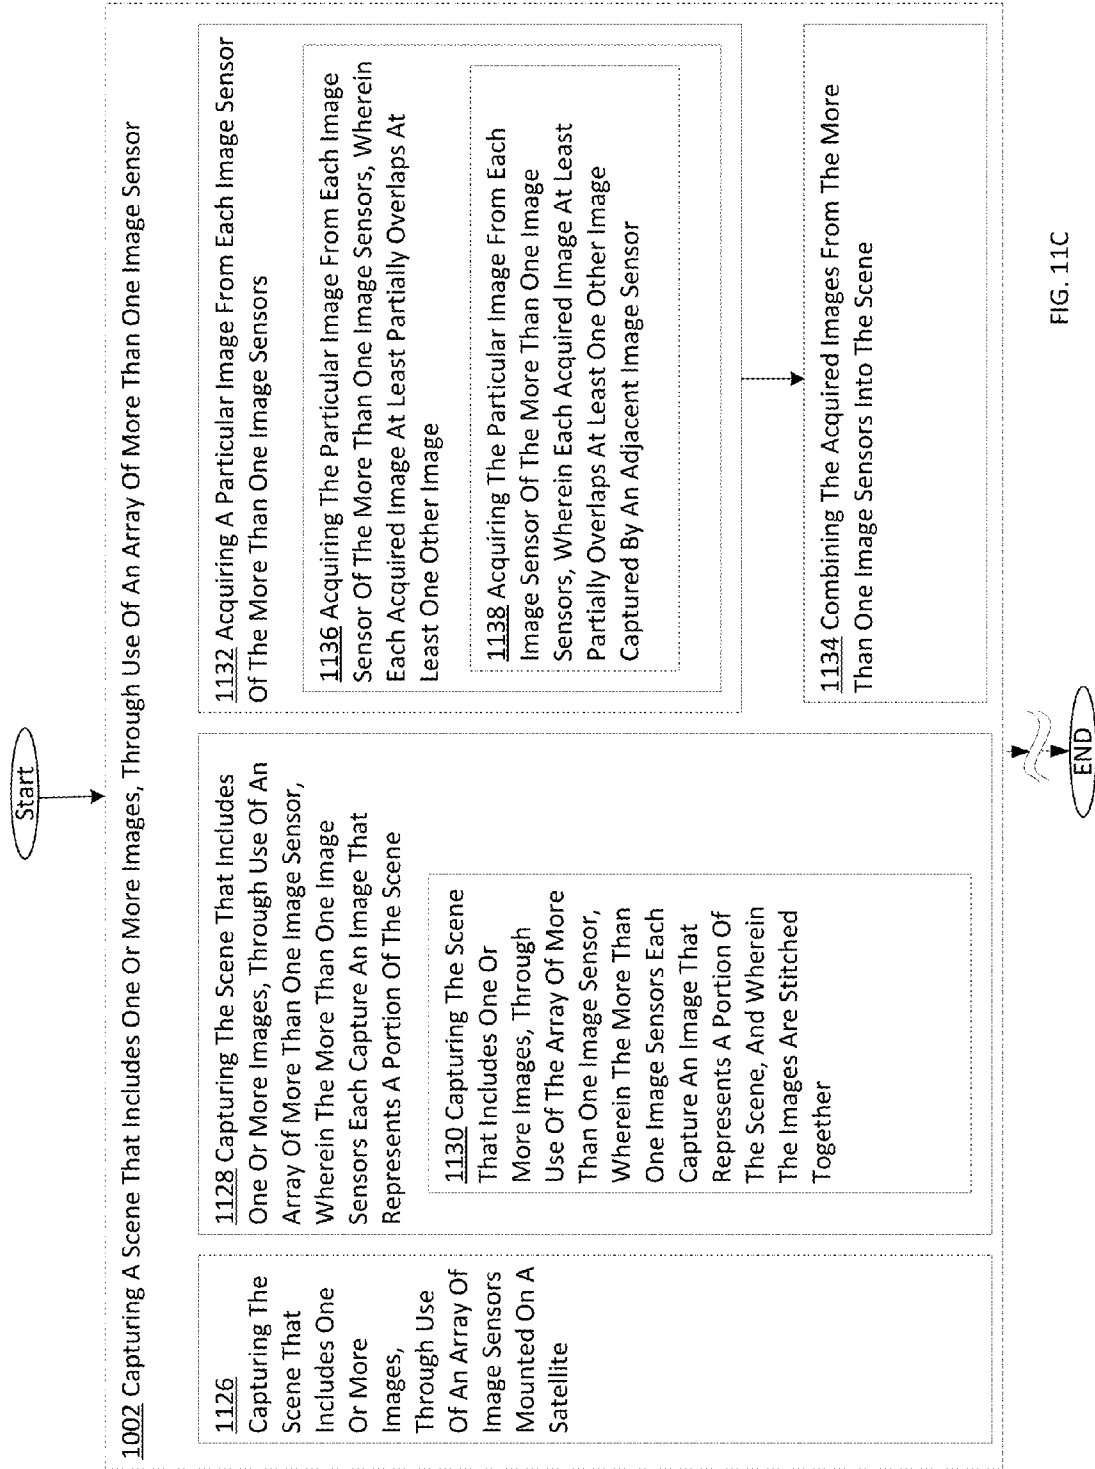 Start
1002 Capturing A Scene That Includes One Or More Images, Through Use Of An Array Of More Than One Image Sensor
1126
Capturing The
Scene That
Includes One
Or More
Images,
Through Use
Of An Array Of
Image Sensors
Mounted On A
Satellite
1128 Capturing The Scene That Includes
One Or More Images, Through Use Of An
Array Of More Than One Image Sensor,
Wherein The More Than One Image
Sensors Each Capture An Image That
Represents A Portion Of The Scene
1130 Capturing The Scene
That Includes One Or
More Images, Through
Use Of The Array Of More
Than One Image Sensor,
Wherein The More Than
One Image Sensors Each
Capture An Image That
Represents A Portion Of
The Scene, And Wherein
The Images Are Stitched
Together
1132 Acquiring A Particular Image From Each Image Sensor
Of The More Than One Image Sensors
1136 Acquiring The Particular Image From Each Image
Sensor Of The More Than One Image Sensors, Wherein
Each Acquired Image At Least Partially Overlaps At
Least One Other Image
1138 Acquiring The Particular Image From Each
Image Sensor Of The More Than One Image
Sensors, Wherein Each Acquired Image At Least
Partially Overlaps At Least One Other Image
Captured By An Adjacent Image Sensor
1134 Combining The Acquired Images From The More
Than One Image Sensors Into The Scene
END
FIG. 11C